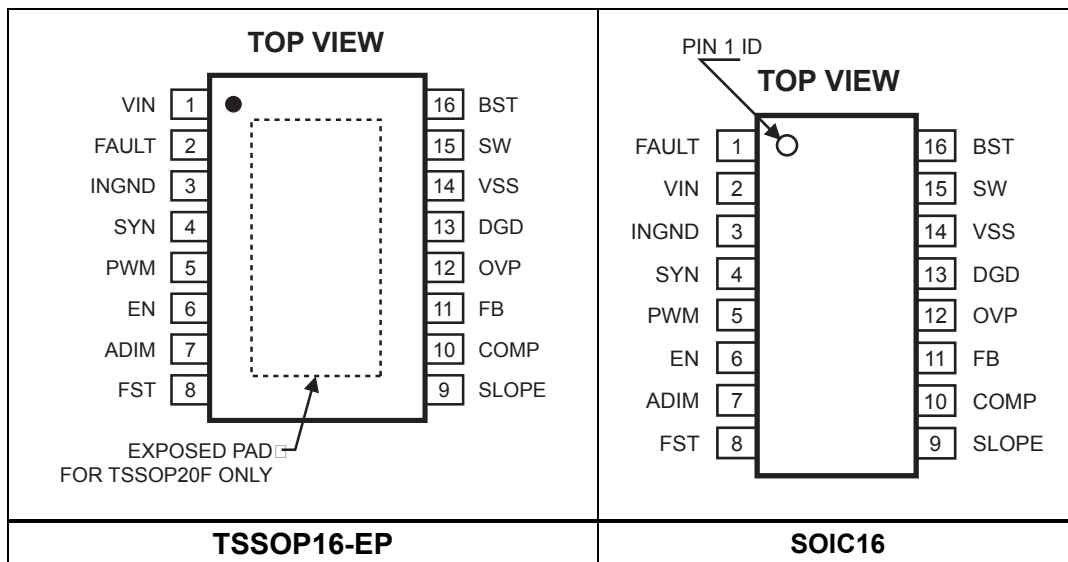 TOP VIEW
VIN 1
FAULT 2
INGND 3
SYN 4
PWM 5
EN 6
ADIM 7
FST 8
16 BST
15 SW
14 VSS
13 DGD
12 OVP
11 FB
10 COMP
9 SLOPE
EXPOSED PAD
FOR TSSOP20F ONLY
TSSOP16-EP
PIN 1 ID
TOP VIEW
FAULT 1
VIN 2
INGND 3
SYN 4
PWM 5
EN 6
ADIM 7
FST 8
16 BST
15 SW
14 VSS
13 DGD
12 OVP
11 FB
10 COMP
9 SLOPE
SOIC16